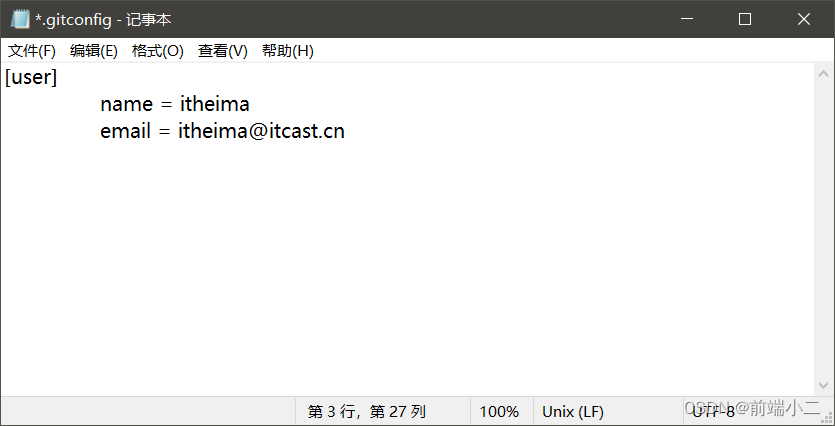 *.gitconfig - 记事本
文件(F) 编辑(E) 格式(O) 查看(V) 帮助(H)
[user]
name = itheima
email = itheima@itcast.cn
第 3 行，第 27 列 100% Unix (LF) UTF-8
CSDN @前端小二